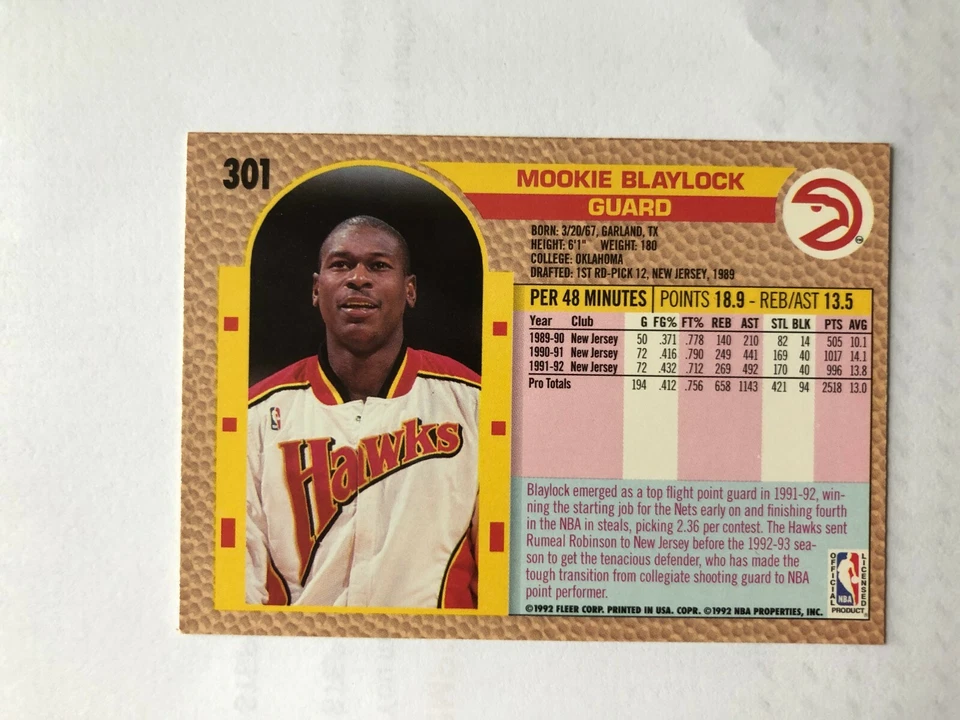 301
MOOKIE BLAYLOCK
GUARD
BORN: 3/20/67, GARLAND, TX
HEIGHT: 6'1" WEIGHT: 180
COLLEGE: OKLAHOMA
DRAFTED: 1ST RD-PICK 12, NEW JERSEY, 1989
PER 48 MINUTES POINTS 18.9 - REB/AST 13.5
Year Club G FG% FT% REB AST STL BLK PTS AVG
1989-90 New Jersey 50 .371 .778 140 210 82 14 505 10.1
1990-91 New Jersey 72 .416 .790 249 441 169 40 1017 14.1
1991-92 New Jersey 72 .432 .712 269 492 170 40 996 13.8
Pro Totals 194 .412 .756 658 1143 421 94 2518 13.0
Hawks
NBA
Blaylock emerged as a top flight point guard in 1991-92, win-
ning the starting job for the Nets early on and finishing fourth
in the NBA in steals, picking 2.36 per contest. The Hawks sent
Rumeal Robinson to New Jersey before the 1992-93 sea-
son to get the tenacious defender, who has made the
tough transition from collegiate shooting guard to NBA
point performer.
©1992 FLEER CORP. PRINTED IN USA. COPR. ©1992 NBA PROPERTIES, INC.
OFFICIAL
NBA
LICENSED
PRODUCT